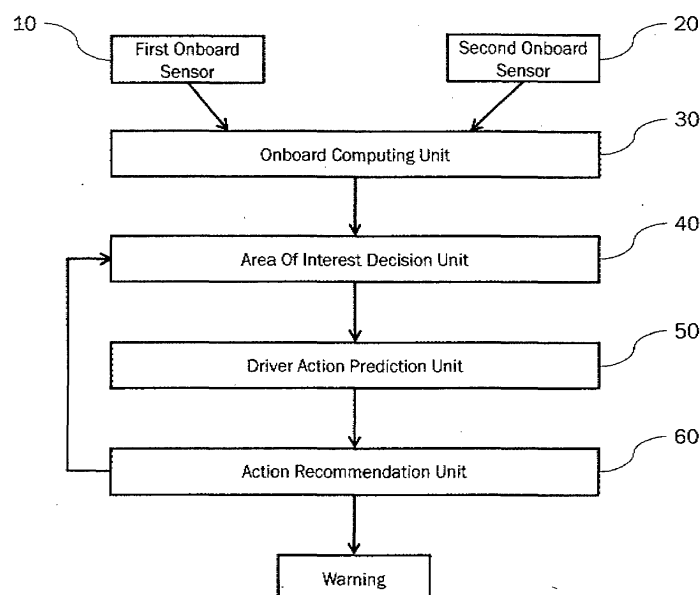 10
First Onboard
Sensor
Second Onboard
Sensor
20
Onboard Computing Unit
30
Area Of Interest Decision Unit
40
Driver Action Prediction Unit
50
Action Recommendation Unit
60
Warning